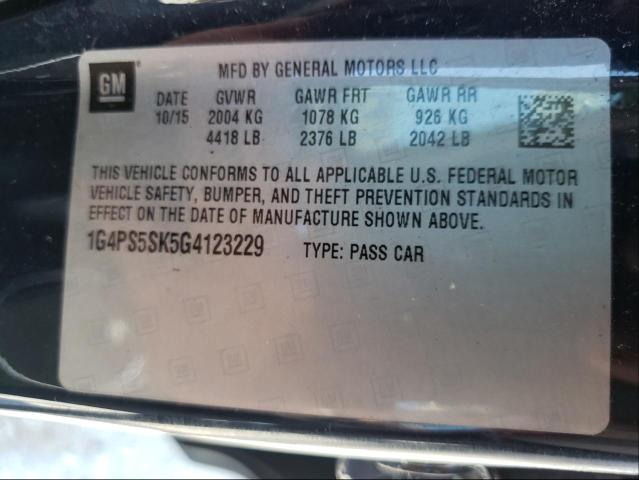 GM
MFD BY GENERAL MOTORS LLC
DATE GVWR GAWR FRT GAWR RR
10/15 2004 KG 1078 KG 926 KG
4418 LB 2376 LB 2042 LB
THIS VEHICLE CONFORMS TO ALL APPLICABLE U.S. FEDERAL MOTOR
VEHICLE SAFETY, BUMPER, AND THEFT PREVENTION STANDARDS IN
EFFECT ON THE DATE OF MANUFACTURE SHOWN ABOVE.
1G4PS5SK5G4123229 TYPE: PASS CAR